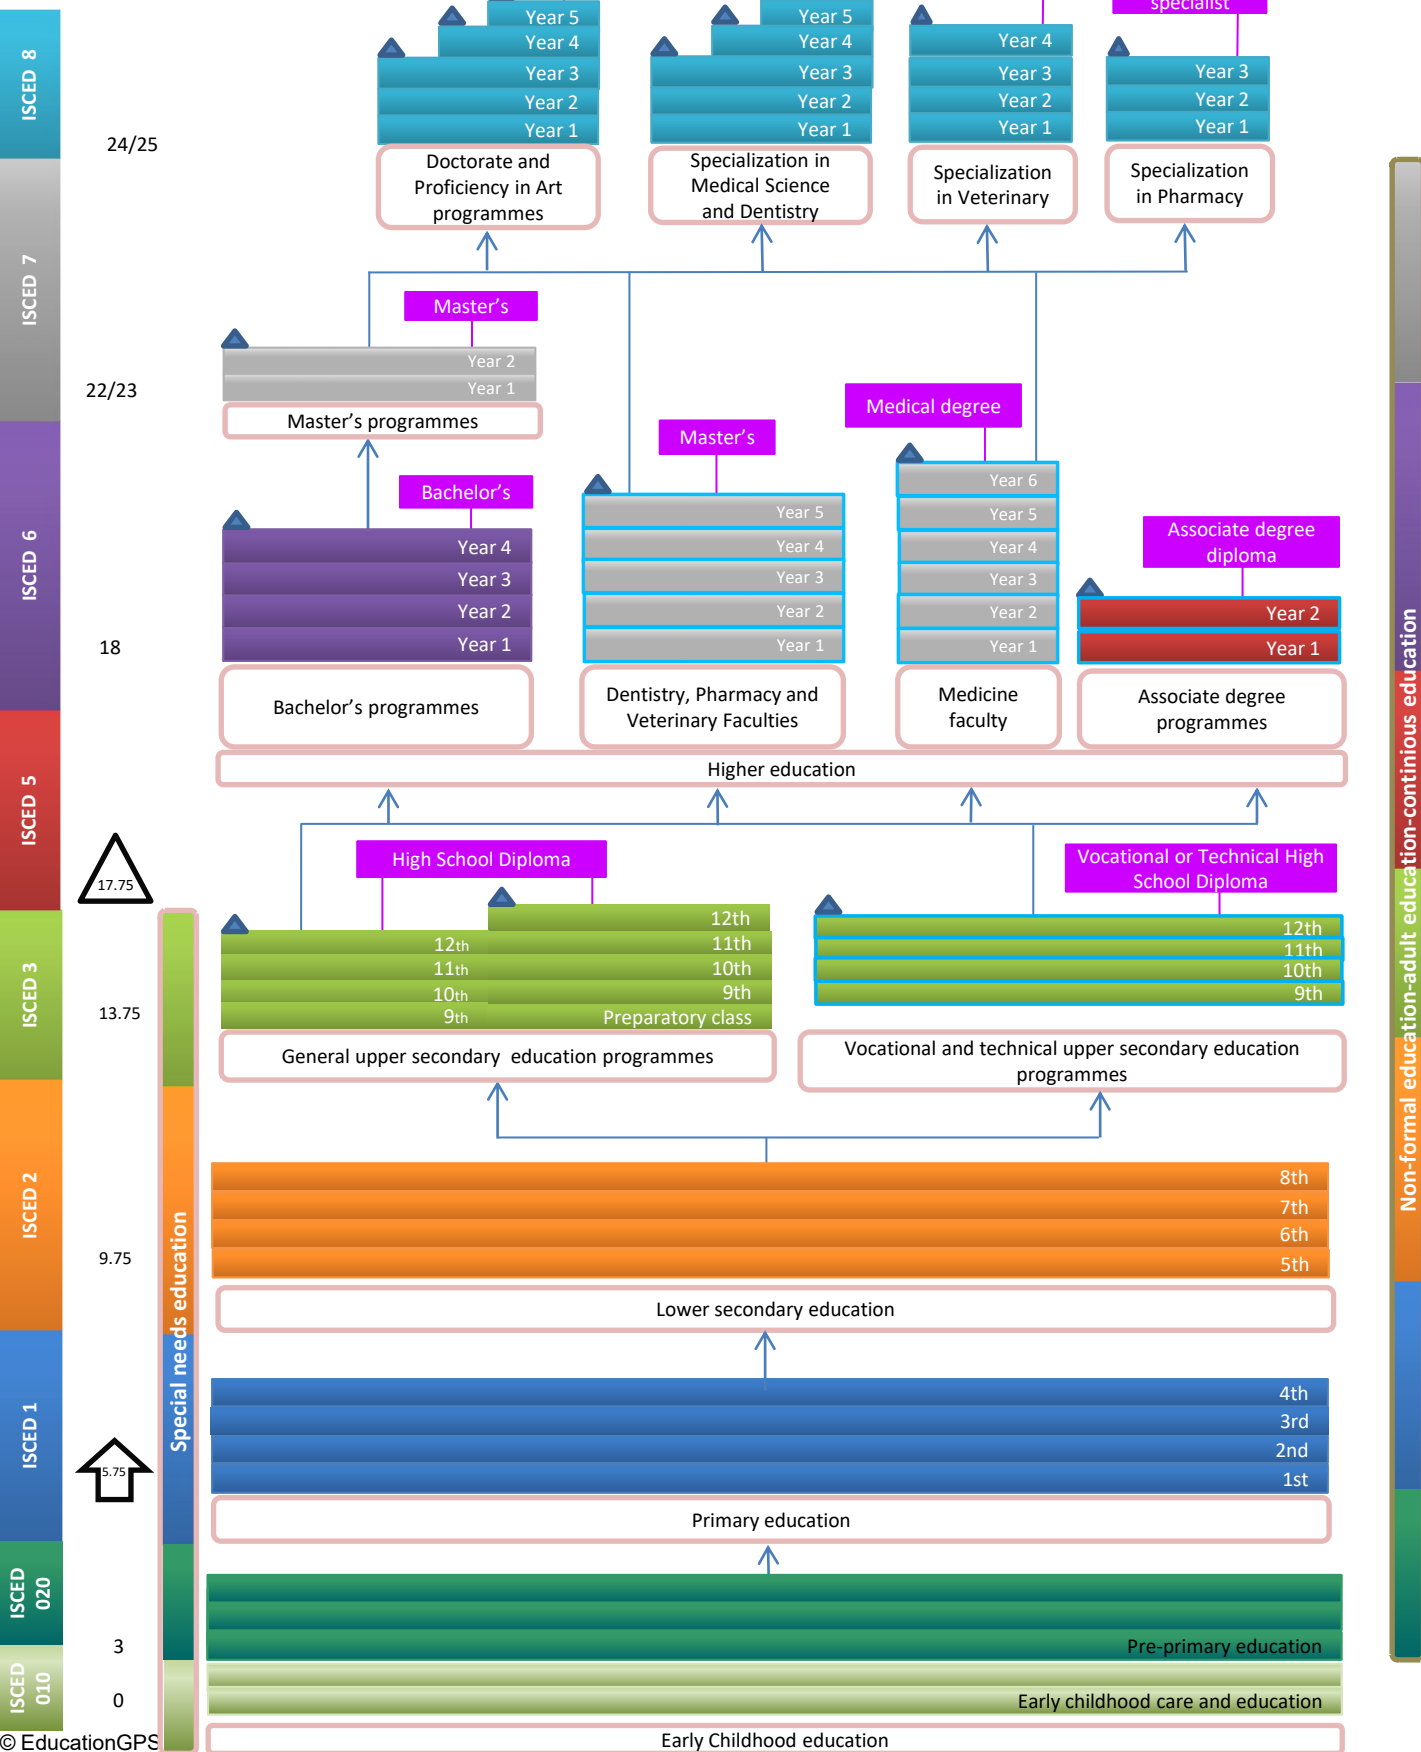 specialist
Year 5
Year 4
Year 3
Year 2
Year 1
Year 5
Year 4
Year 3
Year 2
Year 1
Year 4
Year 3
Year 2
Year 1
Year 3
Year 2
Year 1
ISCED 8
24/25
Doctorate and
Proficiency in Art
programmes
Specialization in
Medical Science
and Dentistry
Specialization
in Veterinary
Specialization
in Pharmacy
ISCED 7
Master's
Year 2
Year 1
22/23
Master's programmes
Medical degree
Master's
Bachelor's
Associate degree
diploma
ISCED 6
Year 4
Year 3
Year 2
Year 1
Year 5
Year 4
Year 3
Year 2
Year 1
Year 6
Year 5
Year 4
Year 3
Year 2
Year 1
Year 2
Year 1
18
Bachelor's programmes
Dentistry, Pharmacy and
Veterinary Faculties
Medicine
faculty
Associate degree
programmes
Higher education
ISCED 5
17.75
High School Diploma
Vocational or Technical High
School Diploma
ISCED 3
12th
11th
10th
9th
12th
11th
10th
9th
Preparatory class
12th
11th
10th
9th
13.75
General upper secondary education programmes
Vocational and technical upper secondary education
programmes
ISCED 2
8th
7th
6th
5th
9.75
Lower secondary education
Special needs education
Non-formal education-adult education-continious education
ISCED 1
4th
3rd
2nd
1st
5.75
Primary education
ISCED
020
3
Pre-primary education
ISCED
010
0
Early childhood care and education
Early Childhood education
© EducationGPS